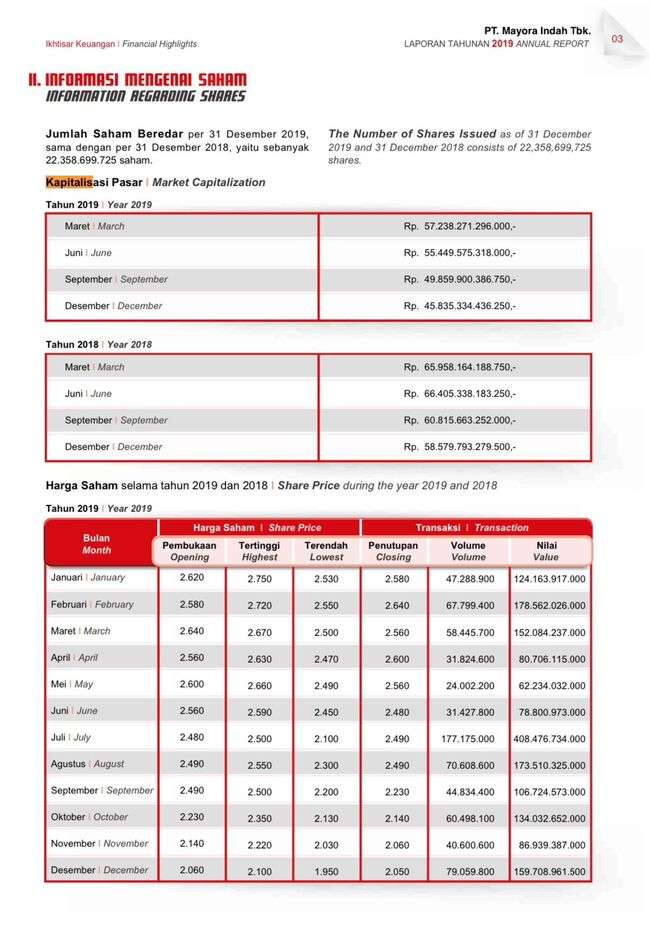 PT. Mayora Indah Tbk.
Ikhtisar Keuangan | Financial Highlights
LAPORAN TAHUNAN 2019 ANNUAL REPORT
03
II. INFORMASI MENGENAI SAHAM
INFORMATION REGARDING SHARES
Jumlah Saham Beredar per 31 Desember 2019,
sama dengan per 31 Desember 2018, yaitu sebanyak
22.358.699.725 saham.
The Number of Shares Issued as of 31 December
2019 and 31 December 2018 consists of 22,358,699,725
shares.
Kapitalisasi Pasar | Market Capitalization
Tahun 2019 | Year 2019
Maret | March Rp. 57.238.271.296.000,-
Juni | June Rp. 55.449.575.318.000,-
September | September Rp. 49.859.900.386.750,-
Desember | December Rp. 45.835.334.436.250,-
Tahun 2018 | Year 2018
Maret | March Rp. 65.958.164.188.750,-
Juni | June Rp. 66.405.338.183.250,-
September | September Rp. 60.815.663.252.000,-
Desember | December Rp. 58.579.793.279.500,-
Harga Saham selama tahun 2019 dan 2018 | Share Price during the year 2019 and 2018
Tahun 2019 | Year 2019
Bulan
Month
Harga Saham | Share Price Transaksi | Transaction
Pembukaan Tertinggi Terendah Penutupan Volume Nilai
Opening Highest Lowest Closing Volume Value
Januari | January 2.620 2.750 2.530 2.580 47.288.900 124.163.917.000
Februari | February 2.580 2.720 2.550 2.640 67.799.400 178.562.026.000
Maret | March 2.640 2.670 2.500 2.560 58.445.700 152.084.237.000
April | April 2.560 2.630 2.470 2.600 31.824.600 80.706.115.000
Mei | May 2.600 2.660 2.490 2.560 24.002.200 62.234.032.000
Juni | June 2.560 2.590 2.450 2.480 31.427.800 78.800.973.000
Juli | July 2.480 2.500 2.100 2.490 177.175.000 408.476.734.000
Agustus | August 2.490 2.550 2.300 2.490 70.608.600 173.510.325.000
September | September 2.490 2.500 2.200 2.230 44.834.400 106.724.573.000
Oktober | October 2.230 2.350 2.130 2.140 60.498.100 134.032.652.000
November | November 2.140 2.220 2.030 2.060 40.600.600 86.939.387.000
Desember | December 2.060 2.100 1.950 2.050 79.059.800 159.708.961.500